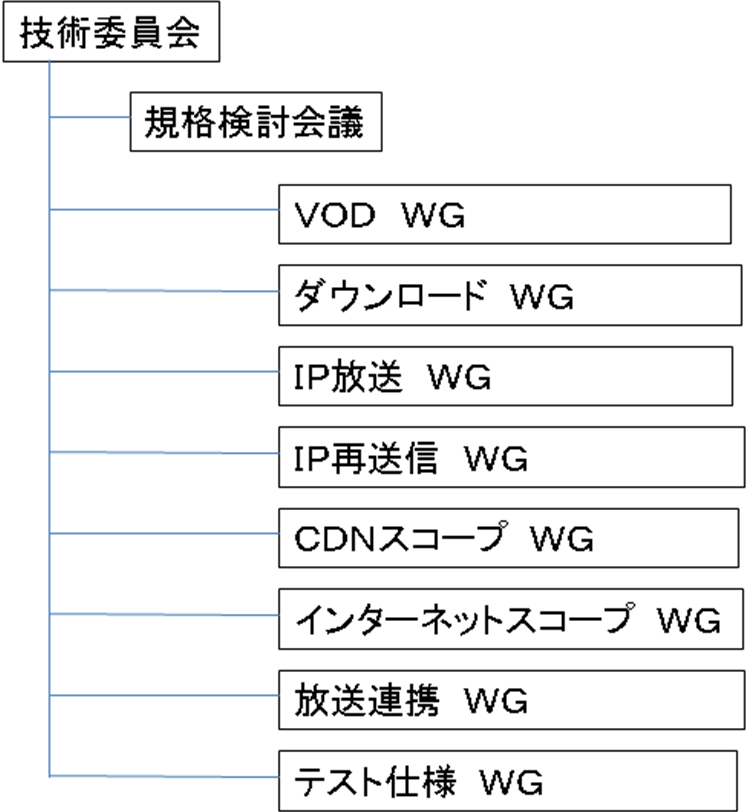 技術委員会
規格検討会議
VOD　WG
ダウンロード　WG
IP放送　WG
IP再送信　WG
CDNスコープ　WG
インターネットスコープ　WG
放送連携　WG
テスト仕様　WG